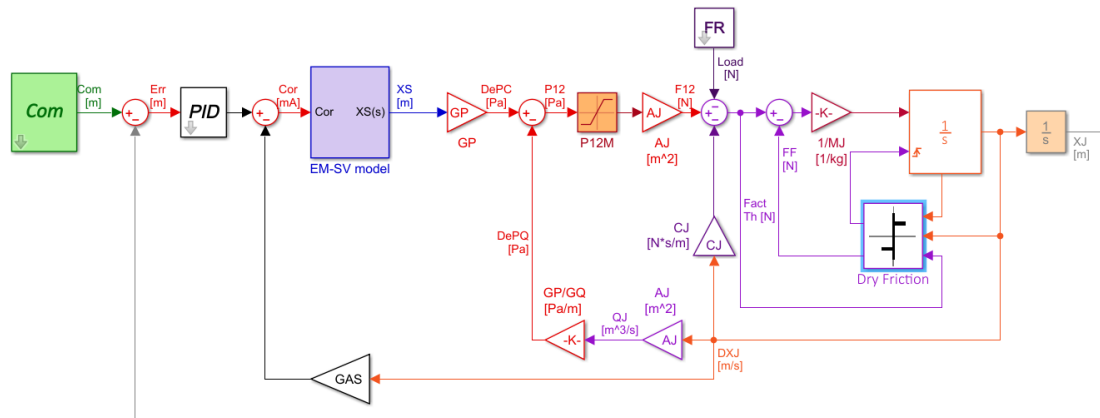 FR
Load
[N]
Com
Com
[m]
+
−
Err
[m]
PID
+
−
Cor
[mA]
Cor
XS(s)
EM-SV model
XS
[m]
GP
GP
DePC
[Pa]
+
−
P12
[Pa]
P12M
AJ
AJ
[m^2]
F12
[N]
−
+
−
+
−
-K-
1/MJ
[1/kg]
1
s
1
s
XJ
[m]
FF
[N]
Fact
Th [N]
Dry Friction
DePQ
[Pa]
CJ
[N*s/m]
CJ
GP/GQ
[Pa/m]
-K-
QJ
[m^3/s]
AJ
[m^2]
AJ
DXJ
[m/s]
GAS